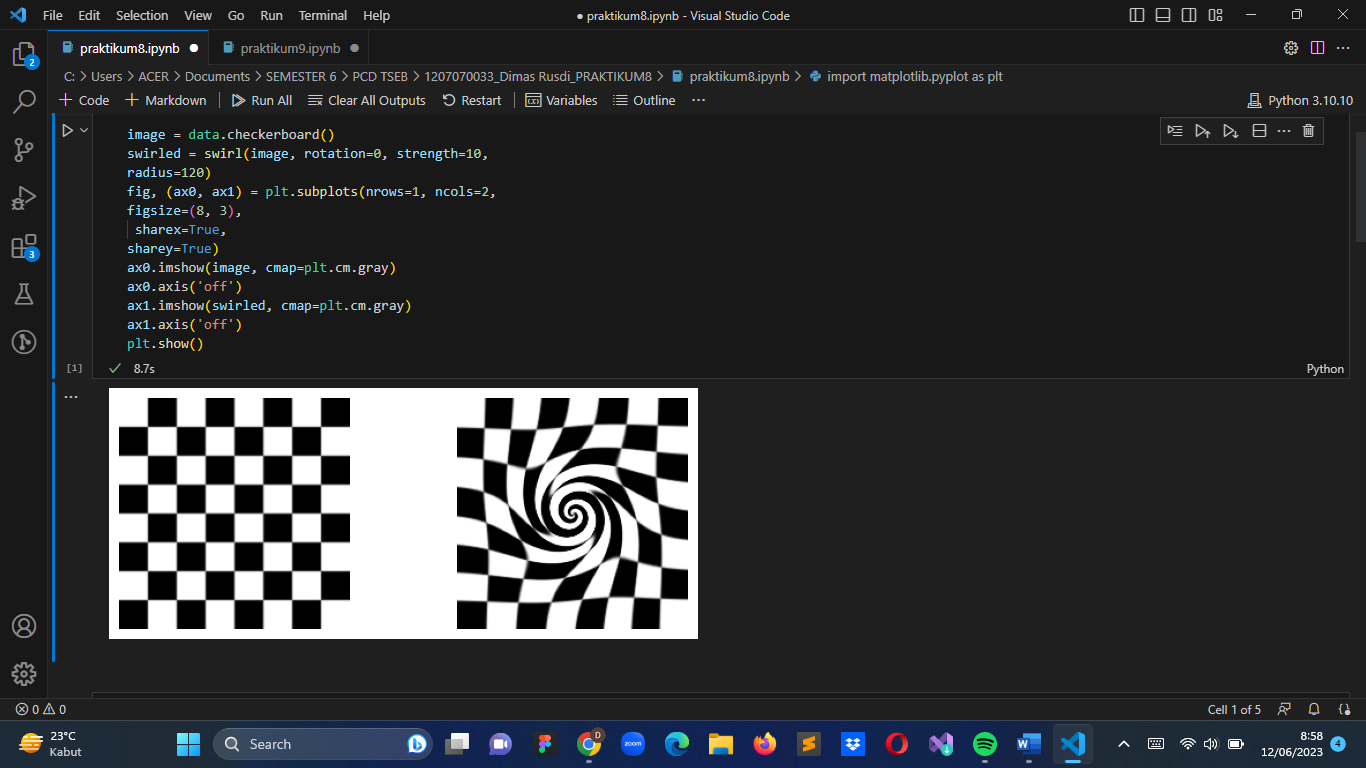 File Edit Selection View Go Run Terminal Help
● praktikum8.ipynb - Visual Studio Code
praktikum8.ipynb ●
praktikum9.ipynb ●
C: > Users > ACER > Documents > SEMESTER 6 > PCD TSEB > 1207070033_Dimas Rusdi_PRAKTIKUM8 > praktikum8.ipynb > import matplotlib.pyplot as plt
+ Code + Markdown | Run All Clear All Outputs Restart | Variables Outline ···
Python 3.10.10
image = data.checkerboard()
swirled = swirl(image, rotation=0, strength=10,
radius=120)
fig, (ax0, ax1) = plt.subplots(nrows=1, ncols=2,
figsize=(8, 3),
 sharex=True,
sharey=True)
ax0.imshow(image, cmap=plt.cm.gray)
ax0.axis('off')
ax1.imshow(swirled, cmap=plt.cm.gray)
ax1.axis('off')
plt.show()
[1]
8.7s
Python
2
3
0 0
Cell 1 of 5
23°C
Kabut
Search
D
zoom
8:58
12/06/2023
4